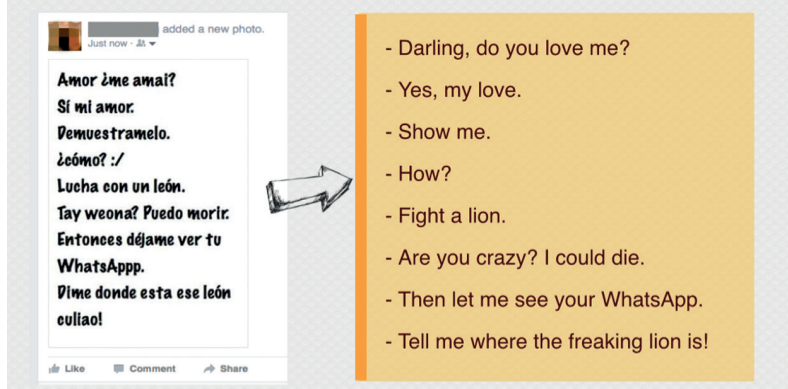 added a new photo.
Just now
Amor ¿me amai?
Sí mi amor.
Demuestramelo.
¿cómo? :/
Lucha con un león.
Tay weona? Puedo morir.
Entonces déjame ver tu
WhatsAppp.
Dime donde esta ese león
culiao!
Like Comment Share
- Darling, do you love me?
- Yes, my love.
- Show me.
- How?
- Fight a lion.
- Are you crazy? I could die.
- Then let me see your WhatsApp.
- Tell me where the freaking lion is!